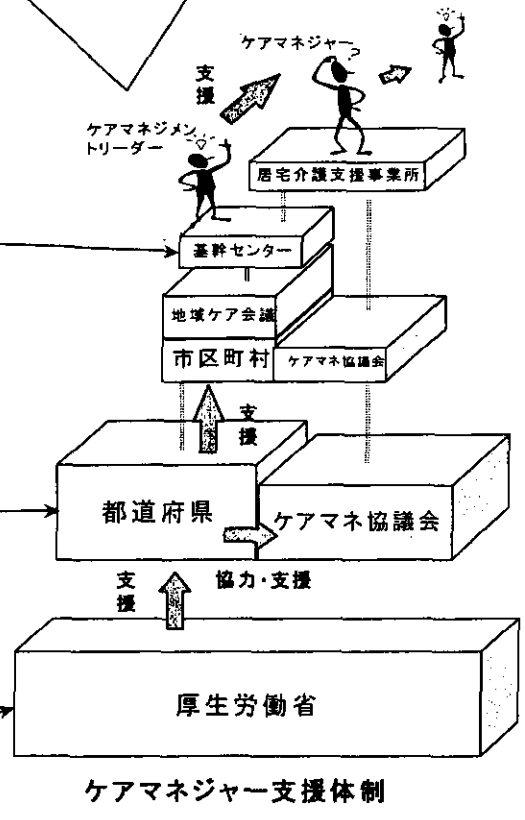 ケアマネジャー
?
支
援
ケアマネジメン
トリーダー
居宅介護支援事業所
基幹センター
地域ケア会議
市区町村
ケアマネ協議会
支
援
都道府県
ケアマネ協議会
支
援
協力・支援
厚生労働省
ケアマネジャー支援体制